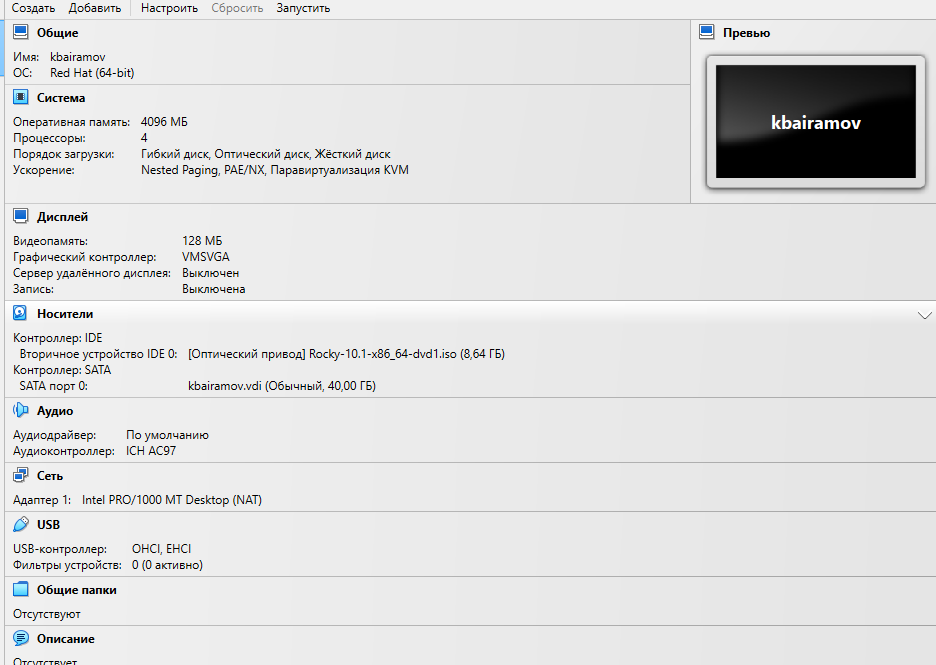 Создать Добавить Настроить Сбросить Запустить
Общие
Имя: kbairamov
ОС: Red Hat (64-bit)
Превью
kbairamov
Система
Оперативная память: 4096 МБ
Процессоры: 4
Порядок загрузки: Гибкий диск, Оптический диск, Жёсткий диск
Ускорение: Nested Paging, PAE/NX, Паравиртуализация KVM
Дисплей
Видеопамять: 128 МБ
Графический контроллер: VMSVGA
Сервер удалённого дисплея: Выключен
Запись: Выключена
Носители
Контроллер: IDE
Вторичное устройство IDE 0: [Оптический привод] Rocky-10.1-x86_64-dvd1.iso (8,64 ГБ)
Контроллер: SATA
SATA порт 0: kbairamov.vdi (Обычный, 40,00 ГБ)
Аудио
Аудиодрайвер: По умолчанию
Аудиоконтроллер: ICH AC97
Сеть
Адаптер 1: Intel PRO/1000 MT Desktop (NAT)
USB
USB-контроллер: OHCI, EHCI
Фильтры устройств: 0 (0 активно)
Общие папки
Отсутствуют
Описание
Отсутствует